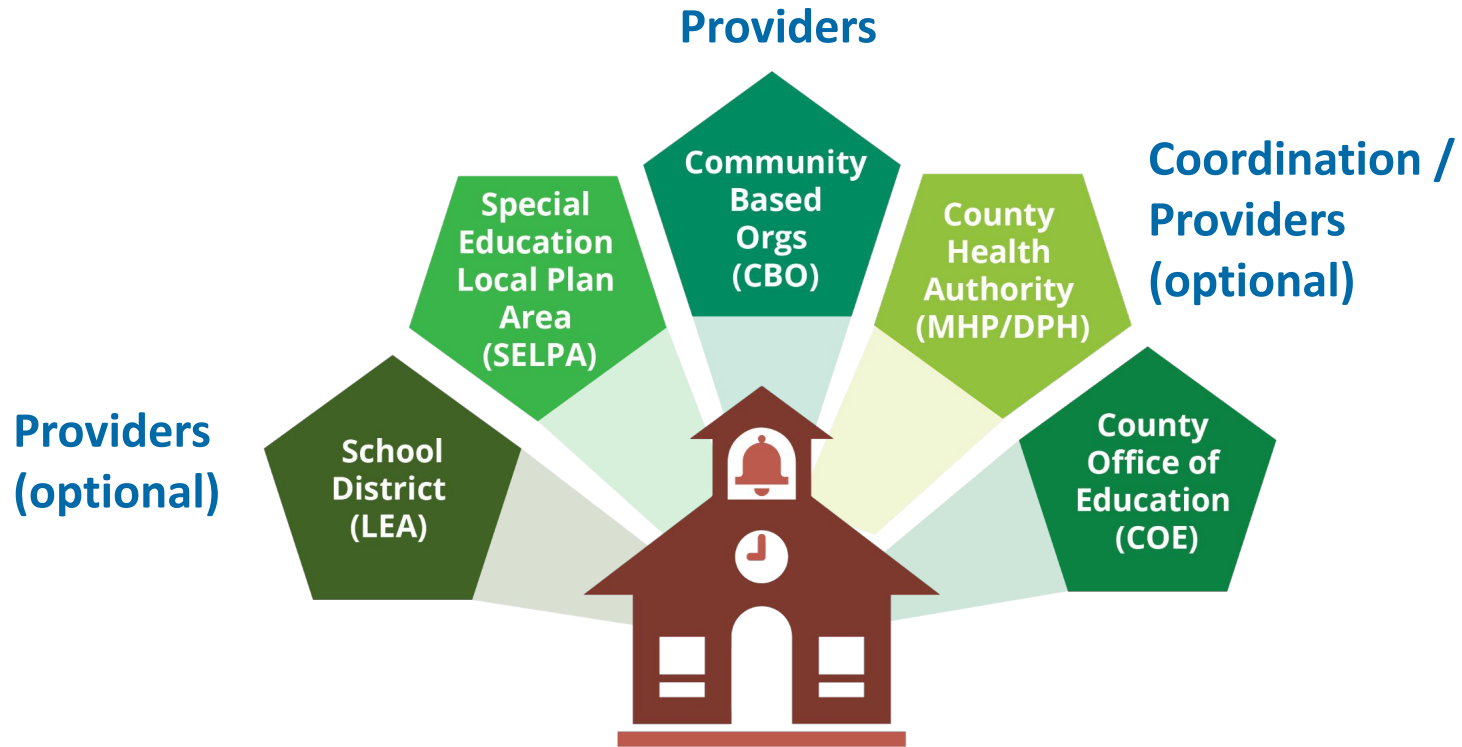 Providers
Community
Based
Orgs
(CBO)
Special
Education
Local Plan
Area
(SELPA)
County
Health
Authority
(MHP/DPH)
Coordination /
Providers
(optional)
Providers
(optional)
School
District
(LEA)
County
Office of
Education
(COE)